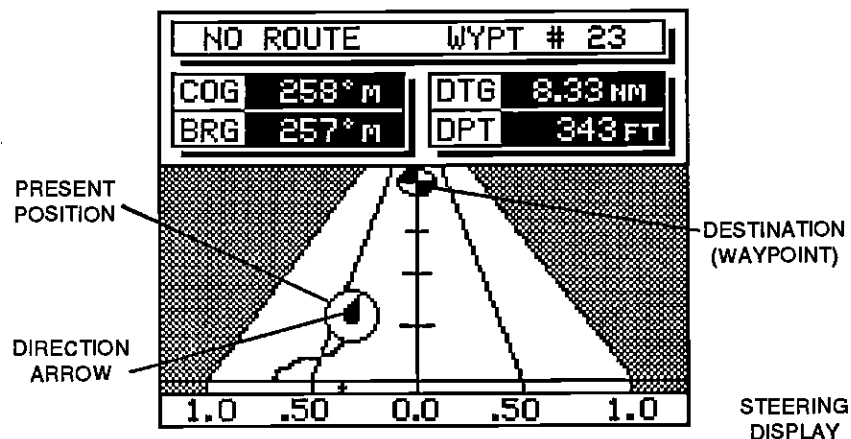 NO ROUTE WYPT # 23
COG 258° M DTG 8.33 NM
BRG 257° M DPT 343 FT
PRESENT
POSITION
DESTINATION
(WAYPOINT)
DIRECTION
ARROW
1.0 .50 0.0 .50 1.0
STEERING
DISPLAY